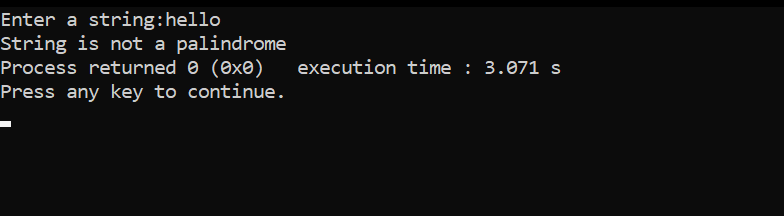 Enter a string:hello
String is not a palindrome
Process returned 0 (0x0)   execution time : 3.071 s
Press any key to continue.